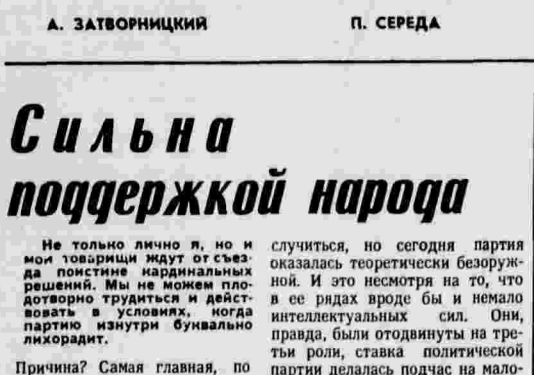 А. ЗАТВОРНИЦКИЙ
П. СЕРЕДА
Сильна
поддержкой народа
Не только лично я, но и
мои товарищи ждут от съез-
да поистине кардинальных
решений. Мы не можем пло-
дотворно трудиться и дейст-
вовать в условиях, когда
партию изнутри буквально
лихорадит.
Причина? Самая главная, по
случиться, но сегодня партия
оказалась теоретически безоруж-
ной. И это несмотря на то, что
в ее рядах вроде бы и немало
интеллектуальных сил. Они,
правда, были отодвинуты на тре-
тьи роли, ставка политической
партии делалась подчас на мало-